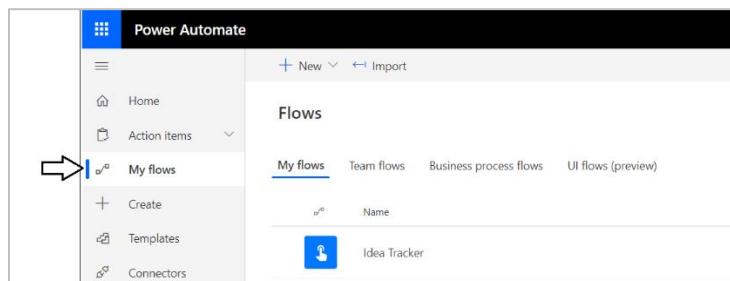 Power Automate
+ New Import
Home
Action items
My flows
Create
Templates
Connectors
Flows
My flows Team flows Business process flows UI flows (preview)
Name
Idea Tracker